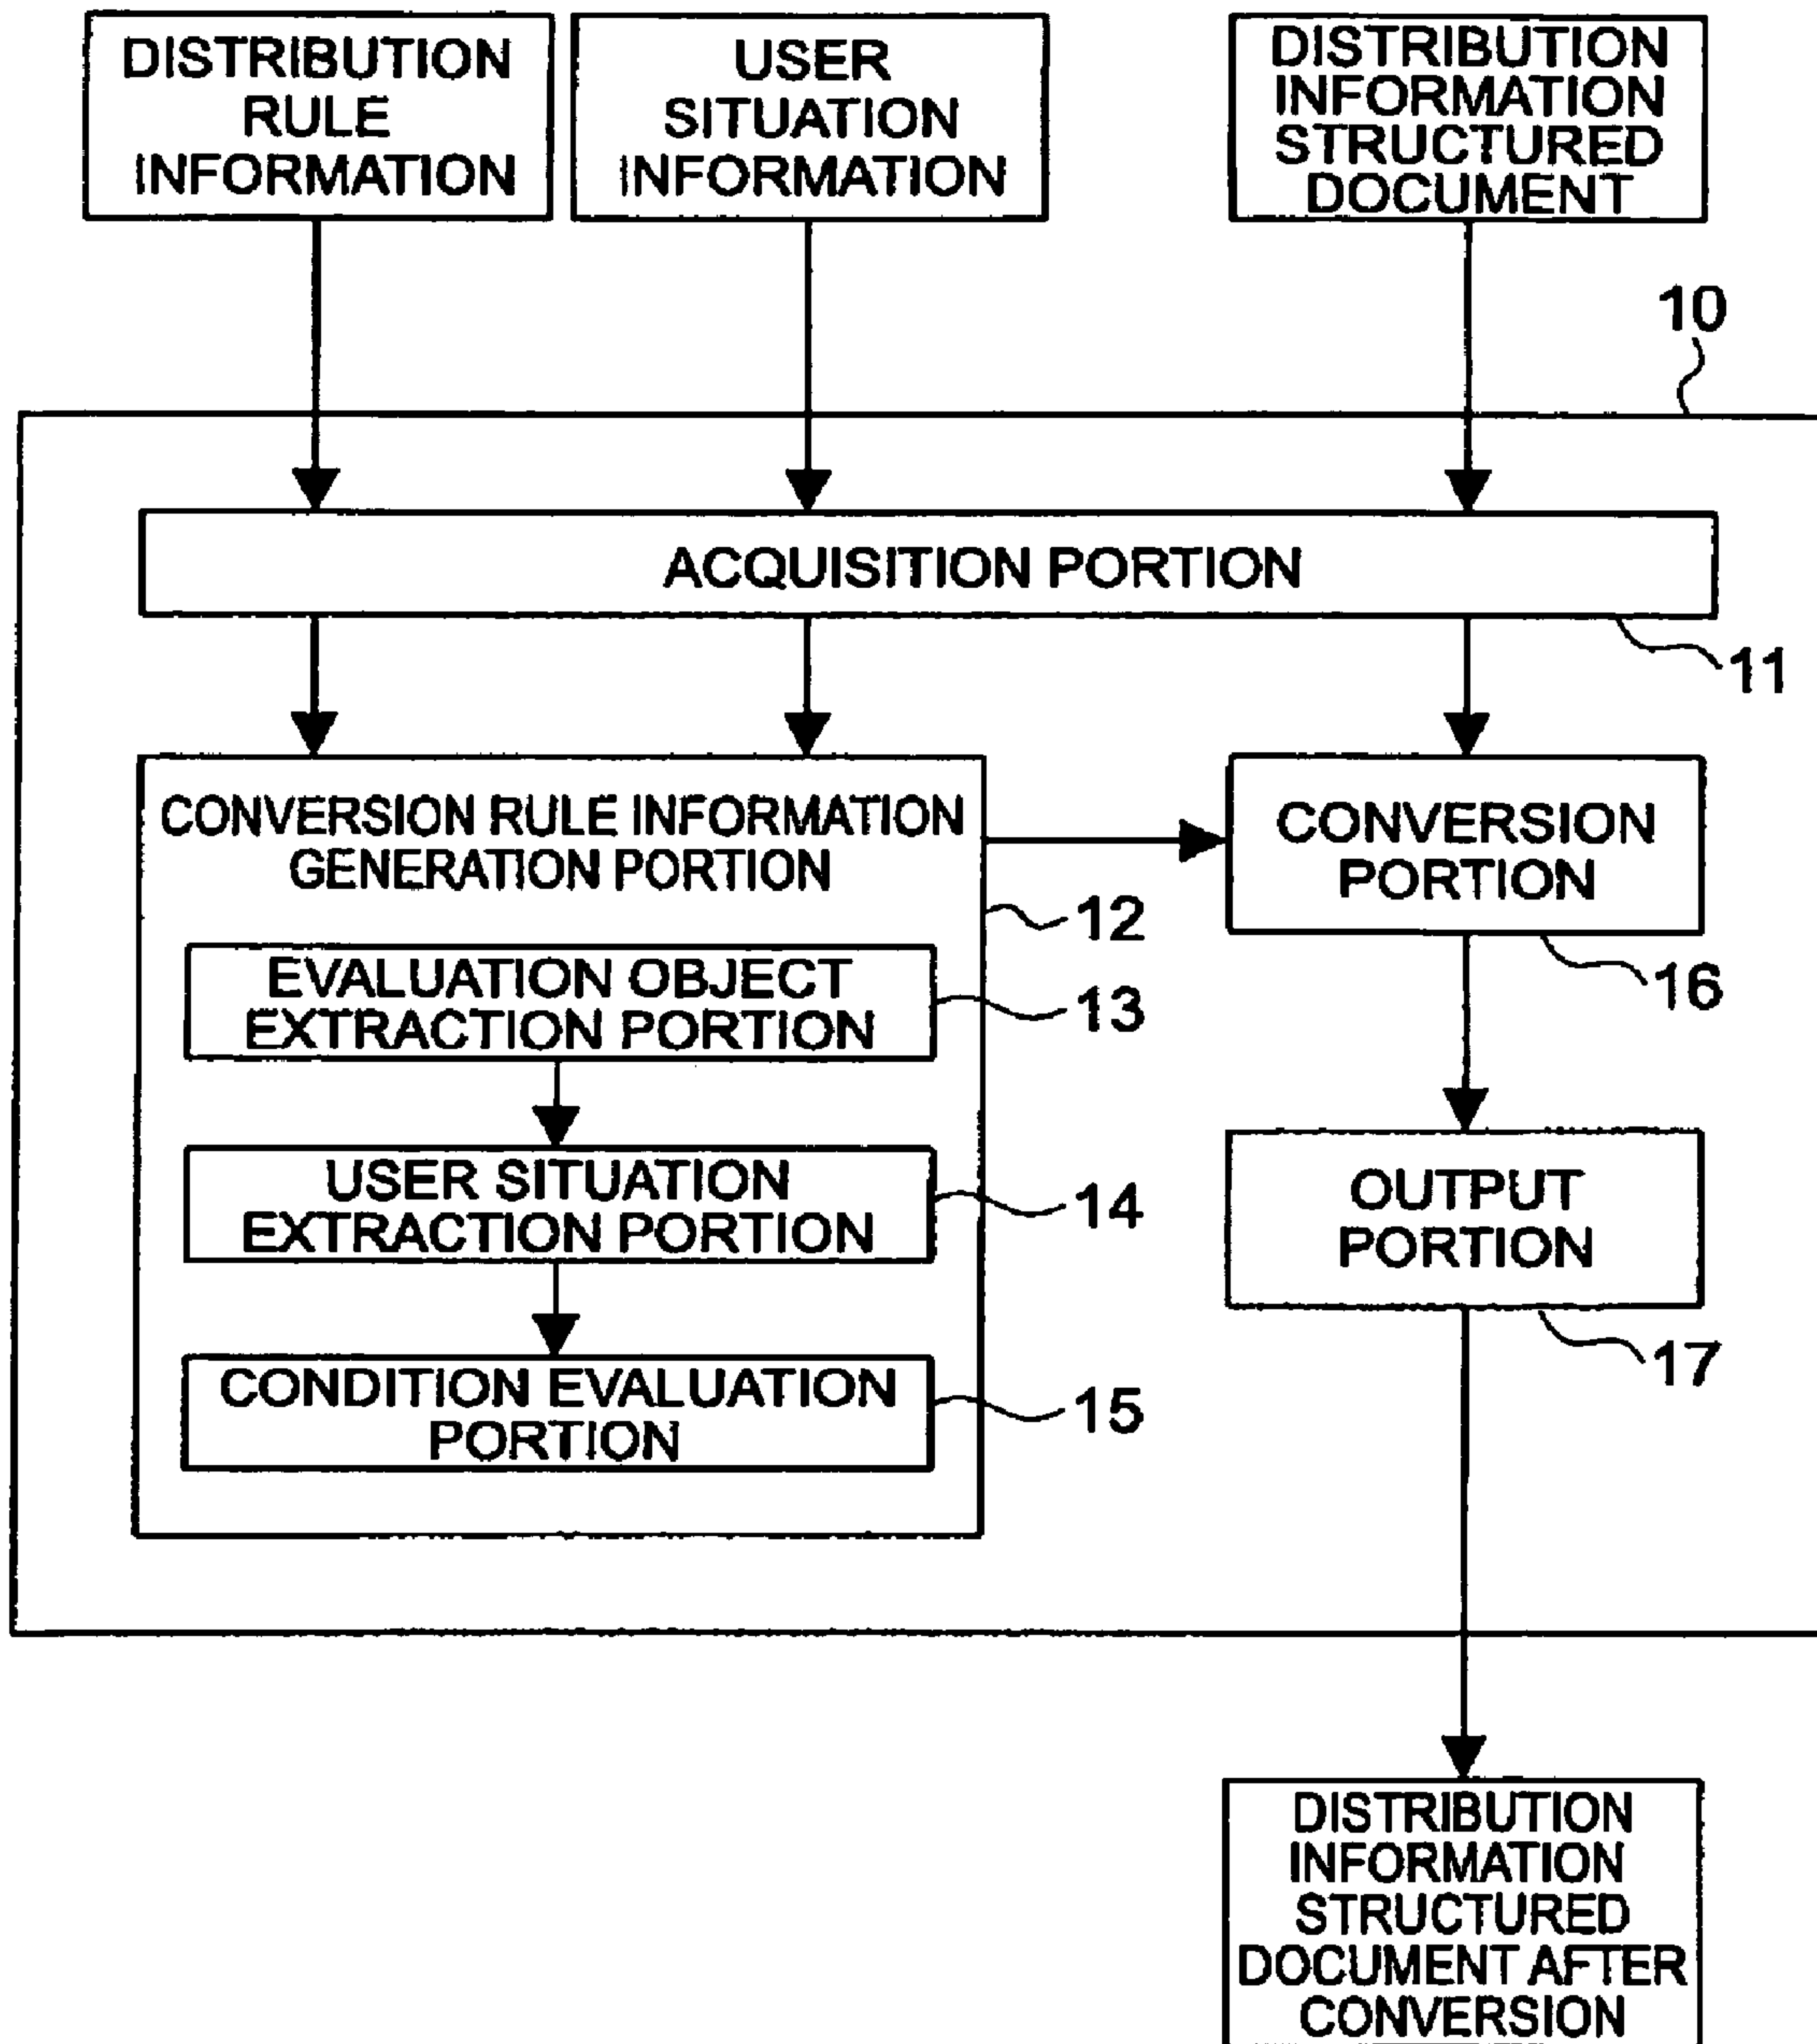 DISTRIBUTION
RULE
INFORMATION
USER
SITUATION
INFORMATION
DISTRIBUTION
INFORMATION
STRUCTURED
DOCUMENT
10
ACQUISITION PORTION
11
CONVERSION RULE INFORMATION
GENERATION PORTION
12
EVALUATION OBJECT
EXTRACTION PORTION
13
USER SITUATION
EXTRACTION PORTION
14
CONDITION EVALUATION
PORTION
15
CONVERSION
PORTION
16
OUTPUT
PORTION
17
DISTRIBUTION
INFORMATION
STRUCTURED
DOCUMENT AFTER
CONVERSION